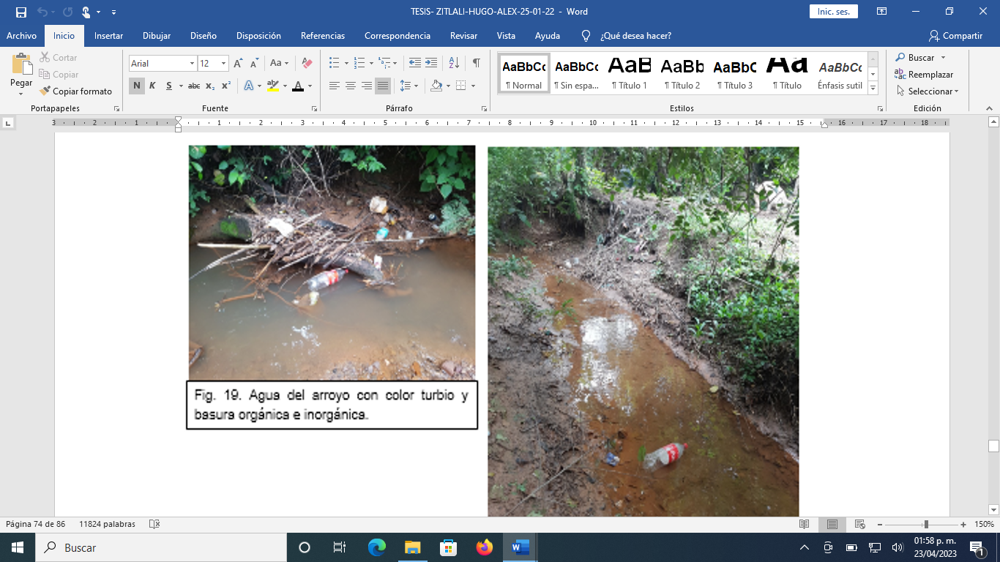 TESIS- ZITLALI-HUGO-ALEX-25-01-22 - Word
Inic. ses.
Archivo Inicio Insertar Dibujar Diseño Disposición Referencias Correspondencia Revisar Vista Ayuda ¿Qué desea hacer? Compartir
Pegar
Cortar
Copiar
Copiar formato
Portapapeles
Arial 12
N K S abc x₂ x²
Fuente
Párrafo
AaBbCc AaBbCc AaB AaBb AaBbC Aa AaBbCc
¶ Normal ¶ Sin espa... ¶ Título 1 ¶ Título 2 ¶ Título 3 ¶ Título Énfasis sutil
Estilos
Buscar
Reemplazar
Seleccionar
Edición
3 2 1 1 2 3 4 5 6 7 8 9 10 11 12 13 14 15 16 17 18
Fig. 19. Agua del arroyo con color turbio y
basura orgánica e inorgánica.
Página 74 de 86 11824 palabras 150%
Buscar
01:58 p. m.
23/04/2023
1